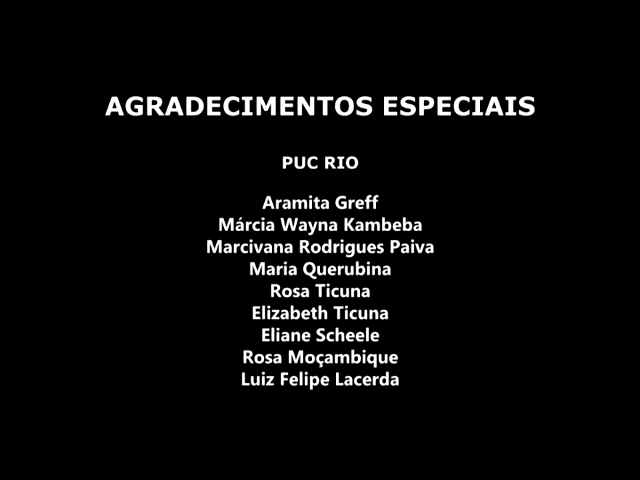 AGRADECIMENTOS ESPECIAIS
PUC RIO
Aramita Greff
Márcia Wayna Kambeba
Marcivana Rodrigues Paiva
Maria Querubina
Rosa Ticuna
Elizabeth Ticuna
Eliane Scheele
Rosa Moçambique
Luiz Felipe Lacerda